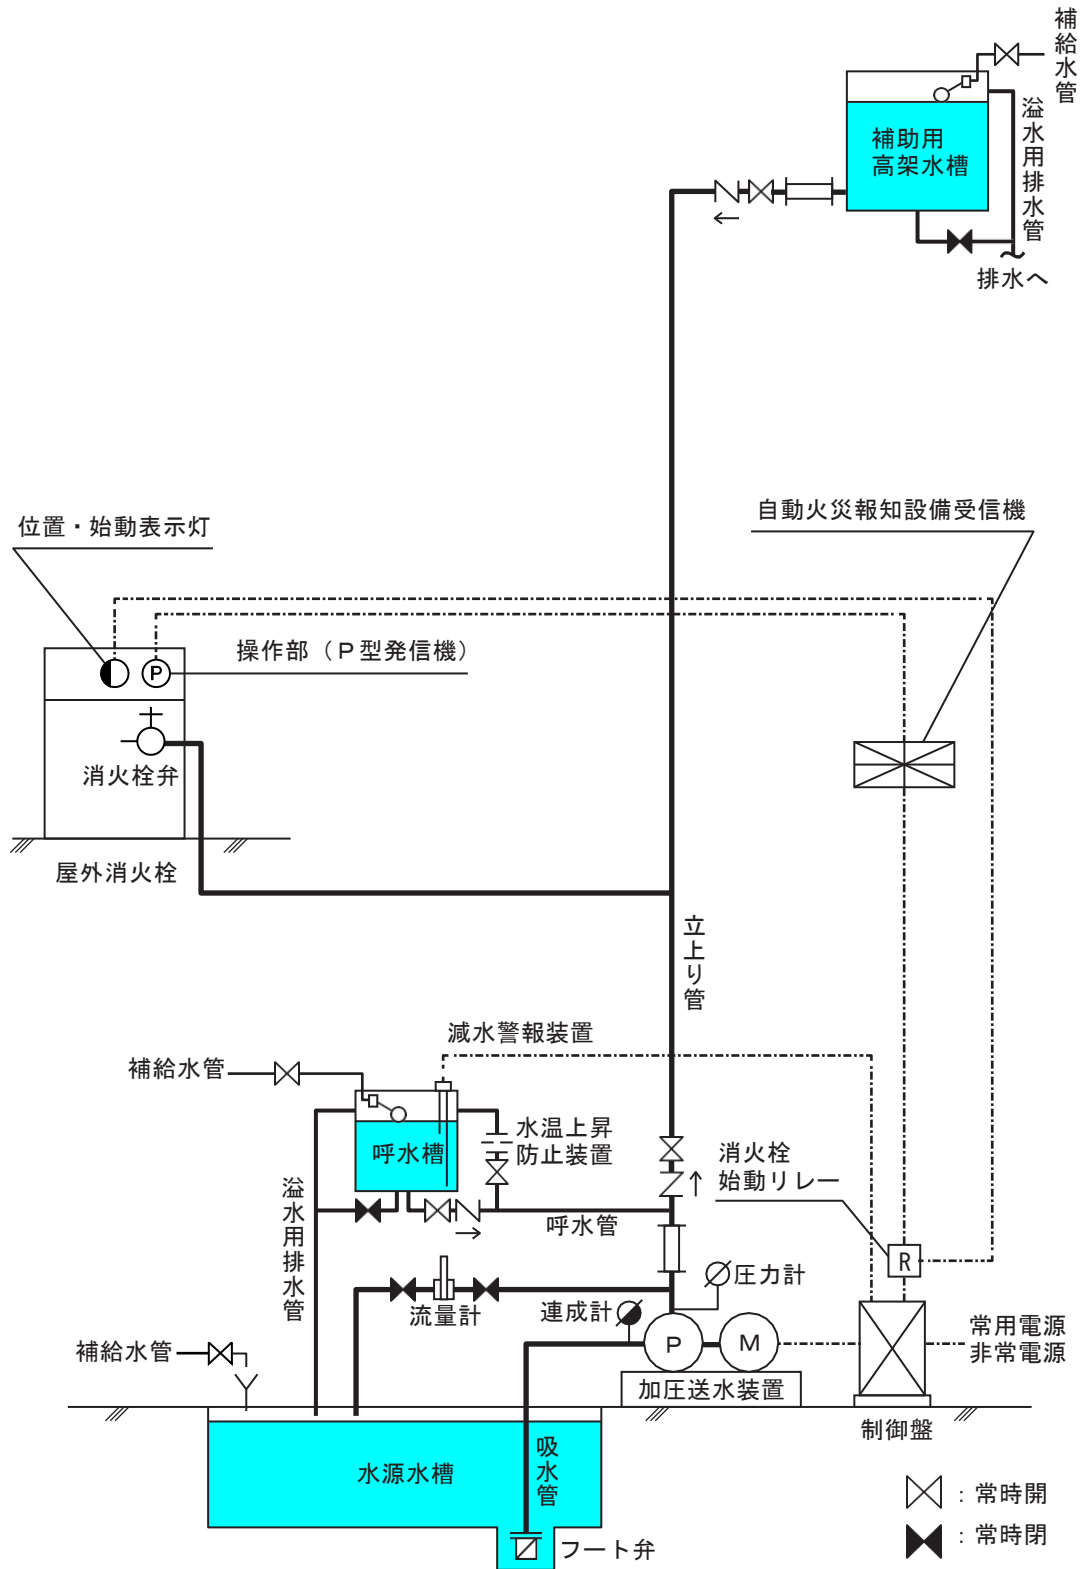 補給水管
溢水用排水管
補助用
高架水槽
排水へ
自動火災報知設備受信機
位置・始動表示灯
操作部（Ｐ型発信機）
P
消火栓弁
屋外消火栓
立上り管
減水警報装置
補給水管
呼水槽
水温上昇
防止装置
消火栓
始動リレー
溢水用排水管
呼水管
R
圧力計
流量計
連成計
P
M
常用電源
非常電源
補給水管
加圧送水装置
制御盤
吸水管
水源水槽
：常時開
：常時閉
フート弁